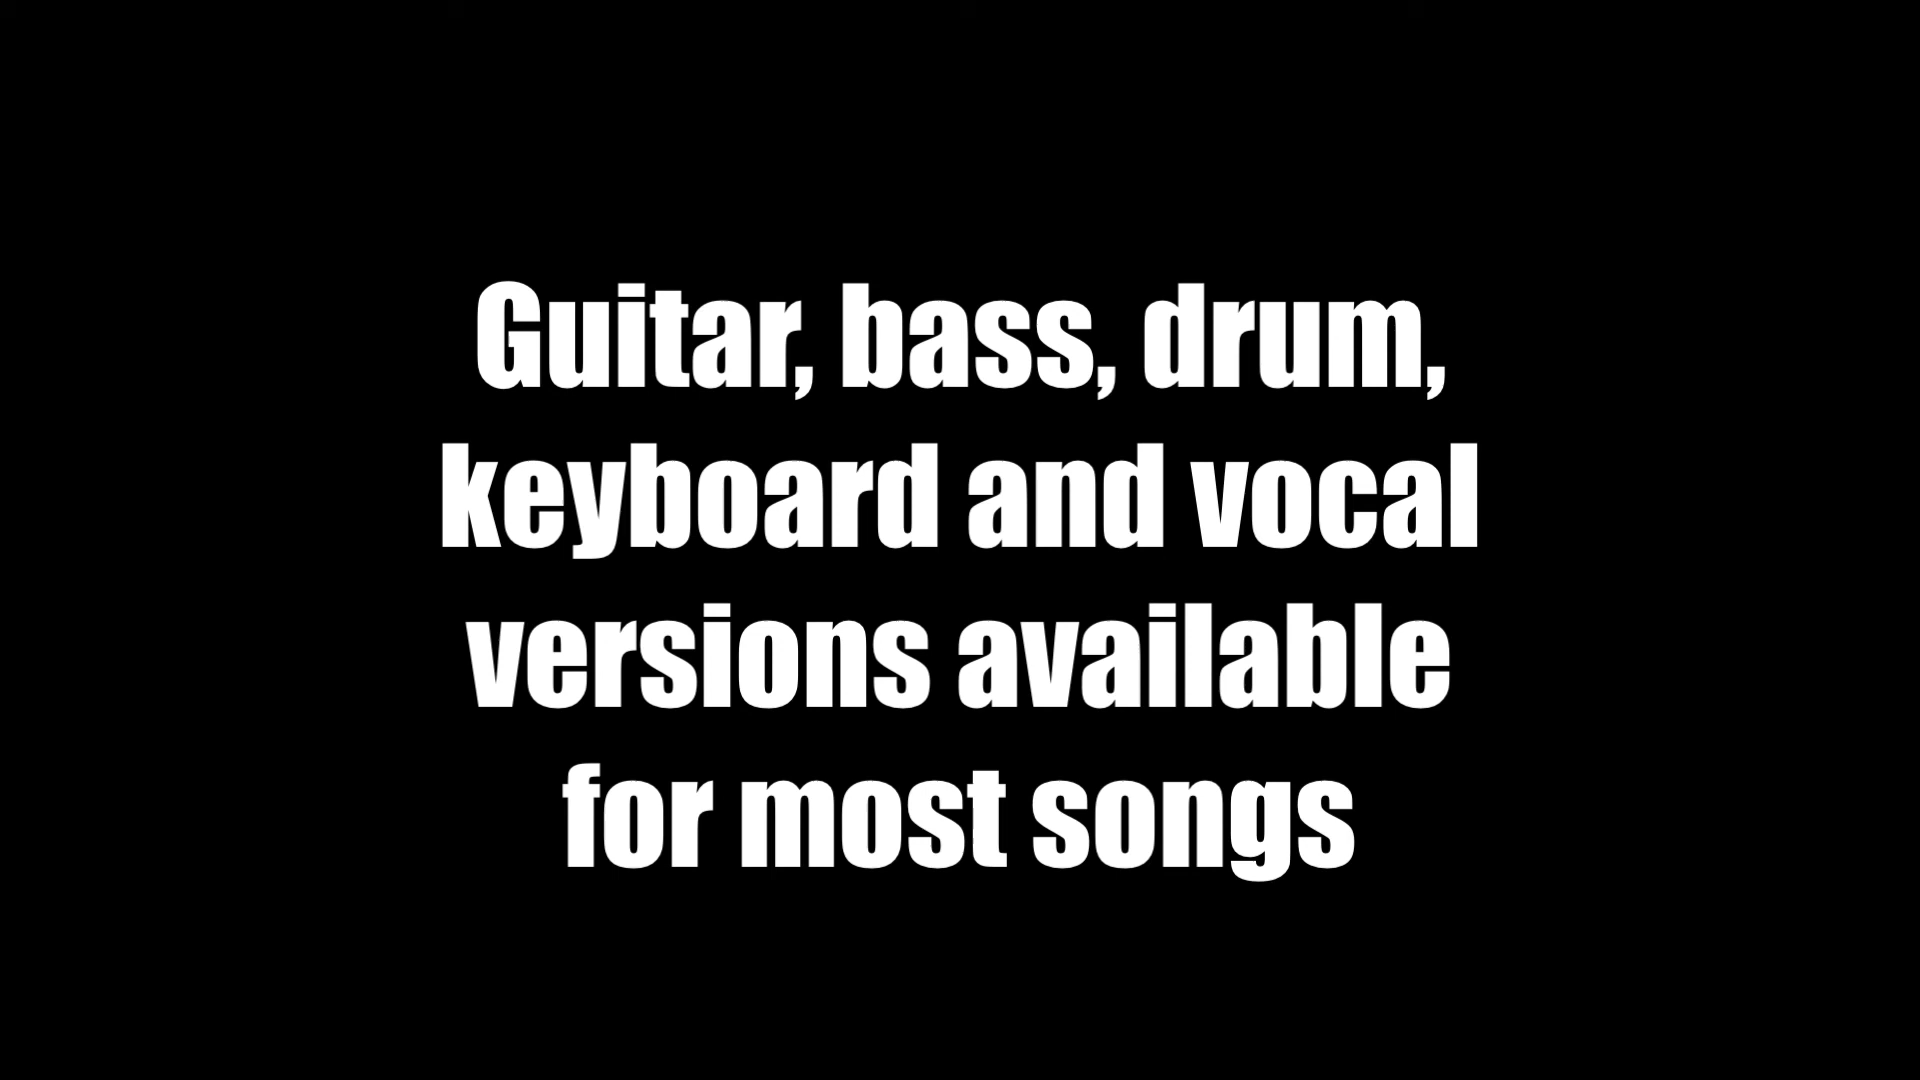 Guitar, bass, drum,
keyboard and vocal
versions available
for most songs